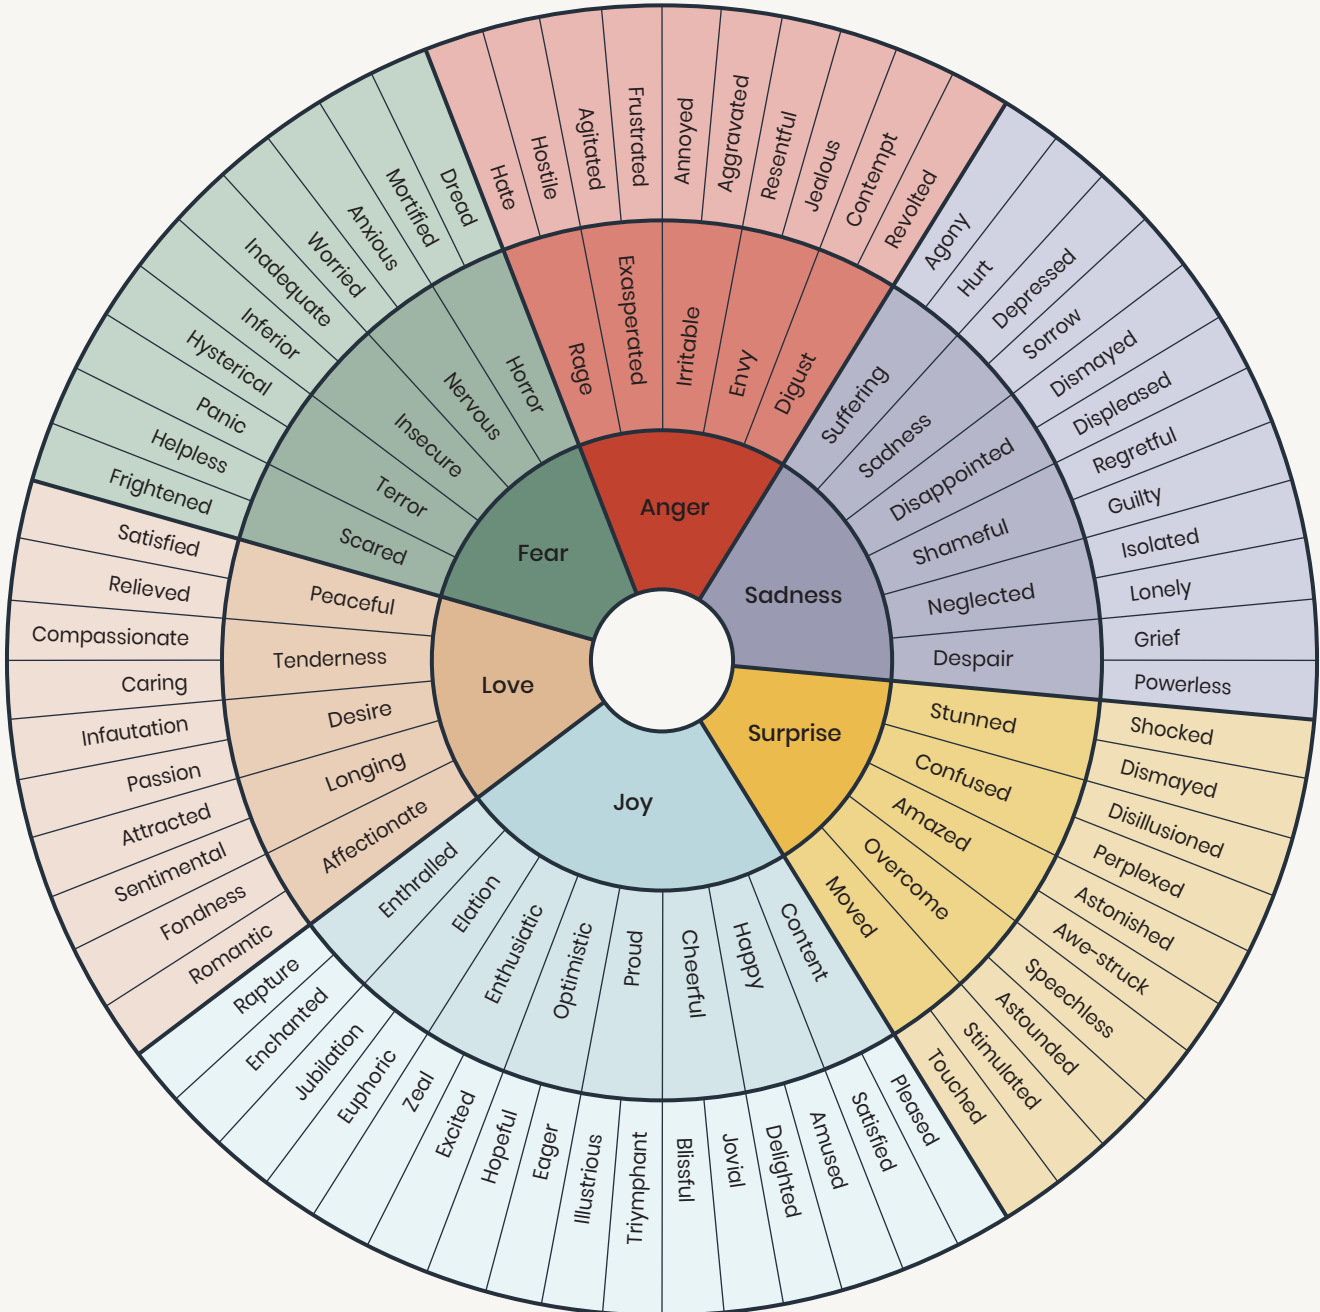 Anger
Rage
Exasperated
Irritable
Envy
Digust
Hate
Hostile
Agitated
Frustrated
Annoyed
Aggravated
Resentful
Jealous
Contempt
Revolted
Sadness
Suffering
Sadness
Disappointed
Shameful
Neglected
Despair
Agony
Hurt
Depressed
Sorrow
Dismayed
Displeased
Regretful
Guilty
Isolated
Lonely
Grief
Powerless
Surprise
Stunned
Confused
Amazed
Overcome
Moved
Shocked
Dismayed
Disillusioned
Perplexed
Astonished
Awe-struck
Speechless
Astounded
Stimulated
Touched
Joy
Content
Happy
Cheerful
Proud
Optimistic
Enthusiatic
Elation
Enthralled
Pleased
Satisfied
Amused
Delighted
Jovial
Blissful
Triymphant
Illustrious
Eager
Hopeful
Excited
Zeal
Euphoric
Jubilation
Enchanted
Rapture
Love
Affectionate
Longing
Desire
Tenderness
Peaceful
Romantic
Fondness
Sentimental
Attracted
Passion
Infautation
Caring
Compassionate
Relieved
Satisfied
Fear
Scared
Terror
Insecure
Nervous
Horror
Frightened
Helpless
Panic
Hysterical
Inferior
Inadequate
Worried
Anxious
Mortified
Dread